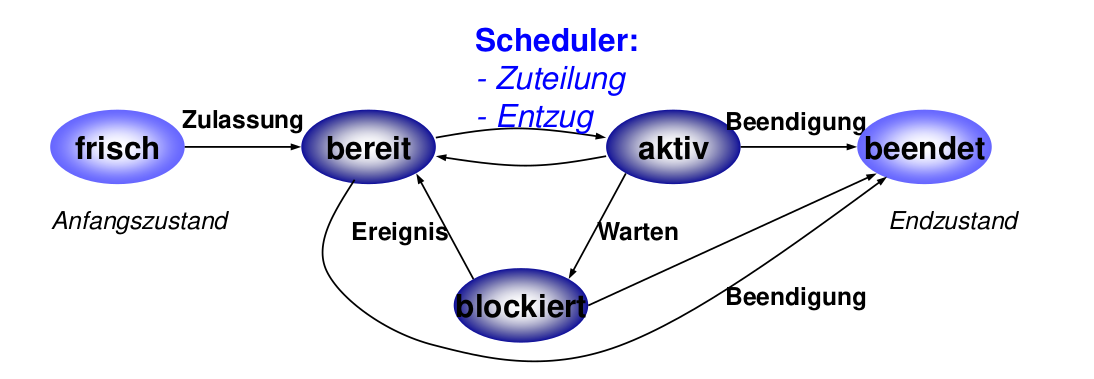 Scheduler:
- Zuteilung
- Entzug
Zulassung
Beendigung
frisch
bereit
aktiv
beendet
Anfangszustand
Endzustand
Ereignis
Warten
blockiert
Beendigung